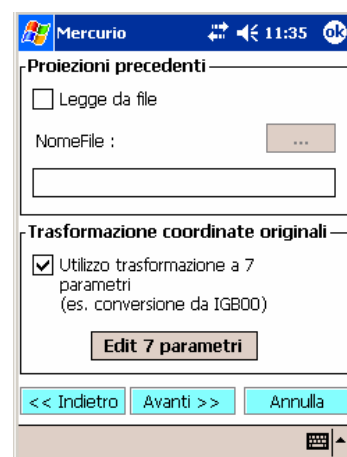 Mercurio 11:35 ok
Proiezioni precedenti
Legge da file
NomeFile :
...
Trasformazione coordinate originali
Utilizzo trasformazione a 7
parametri
(es. conversione da IGB00)
Edit 7 parametri
<< Indietro Avanti >> Annulla